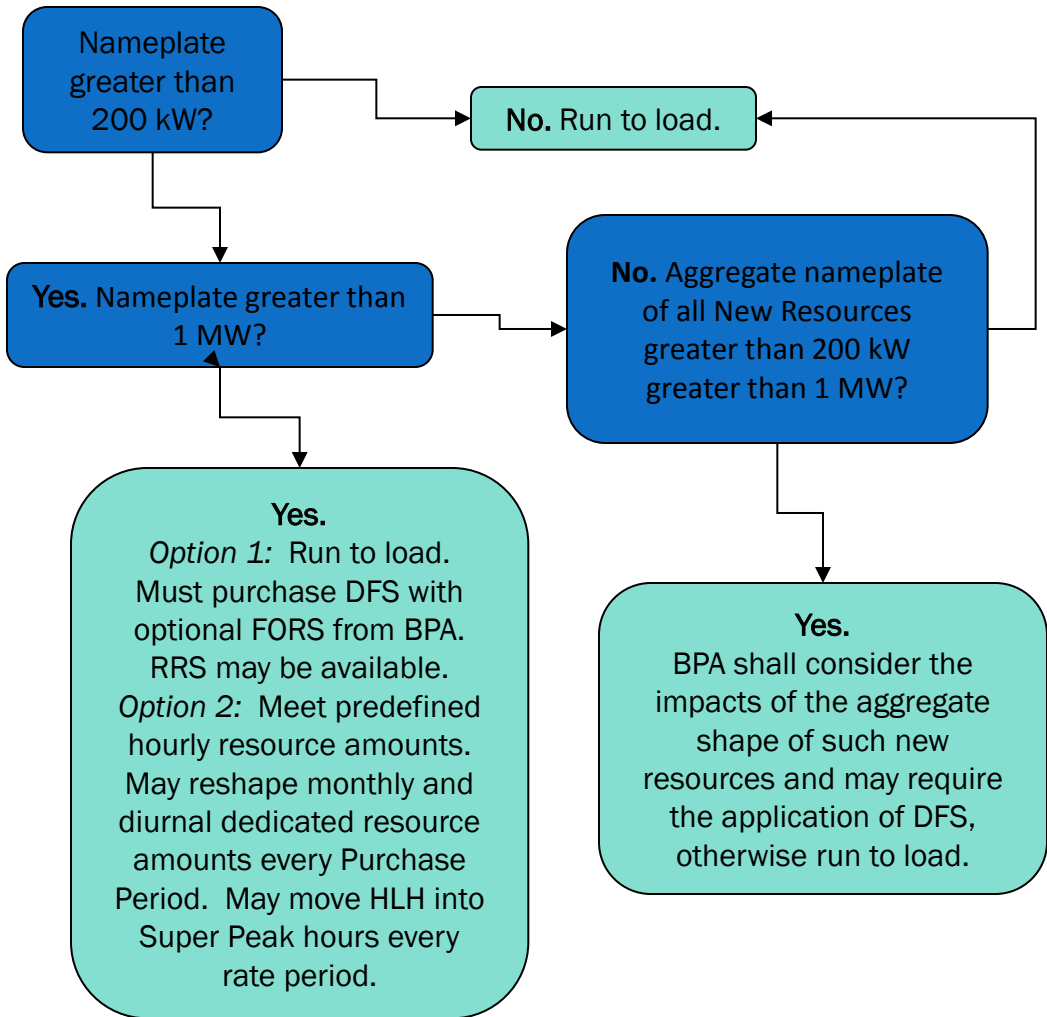 Nameplate
greater than
200 kW?
No. Run to load.
Yes. Nameplate greater than
1 MW?
No. Aggregate nameplate
of all New Resources
greater than 200 kW
greater than 1 MW?
Yes.
Option 1:  Run to load.
Must purchase DFS with
optional FORS from BPA.
RRS may be available.
Option 2:  Meet predefined
hourly resource amounts.
May reshape monthly and
diurnal dedicated resource
amounts every Purchase
Period.  May move HLH into
Super Peak hours every
rate period.
Yes.
BPA shall consider the
impacts of the aggregate
shape of such new
resources and may require
the application of DFS,
otherwise run to load.